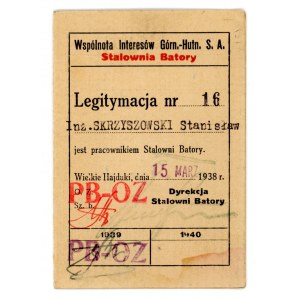 Wspólnota Interesów Górn.-Hutn. S. A.
Stalownia Batory
Legitymacja nr 16
Inż.SKRZYSZOWSKI Stanisław
jest pracownikiem Stalowni Batory.
Wielkie Hajduki, dnia 15 MARZ 1938 r.
PB-OZ
Dyrekcja
Sz. b.
Stalowni Batory
1939 1940
PB-OZ